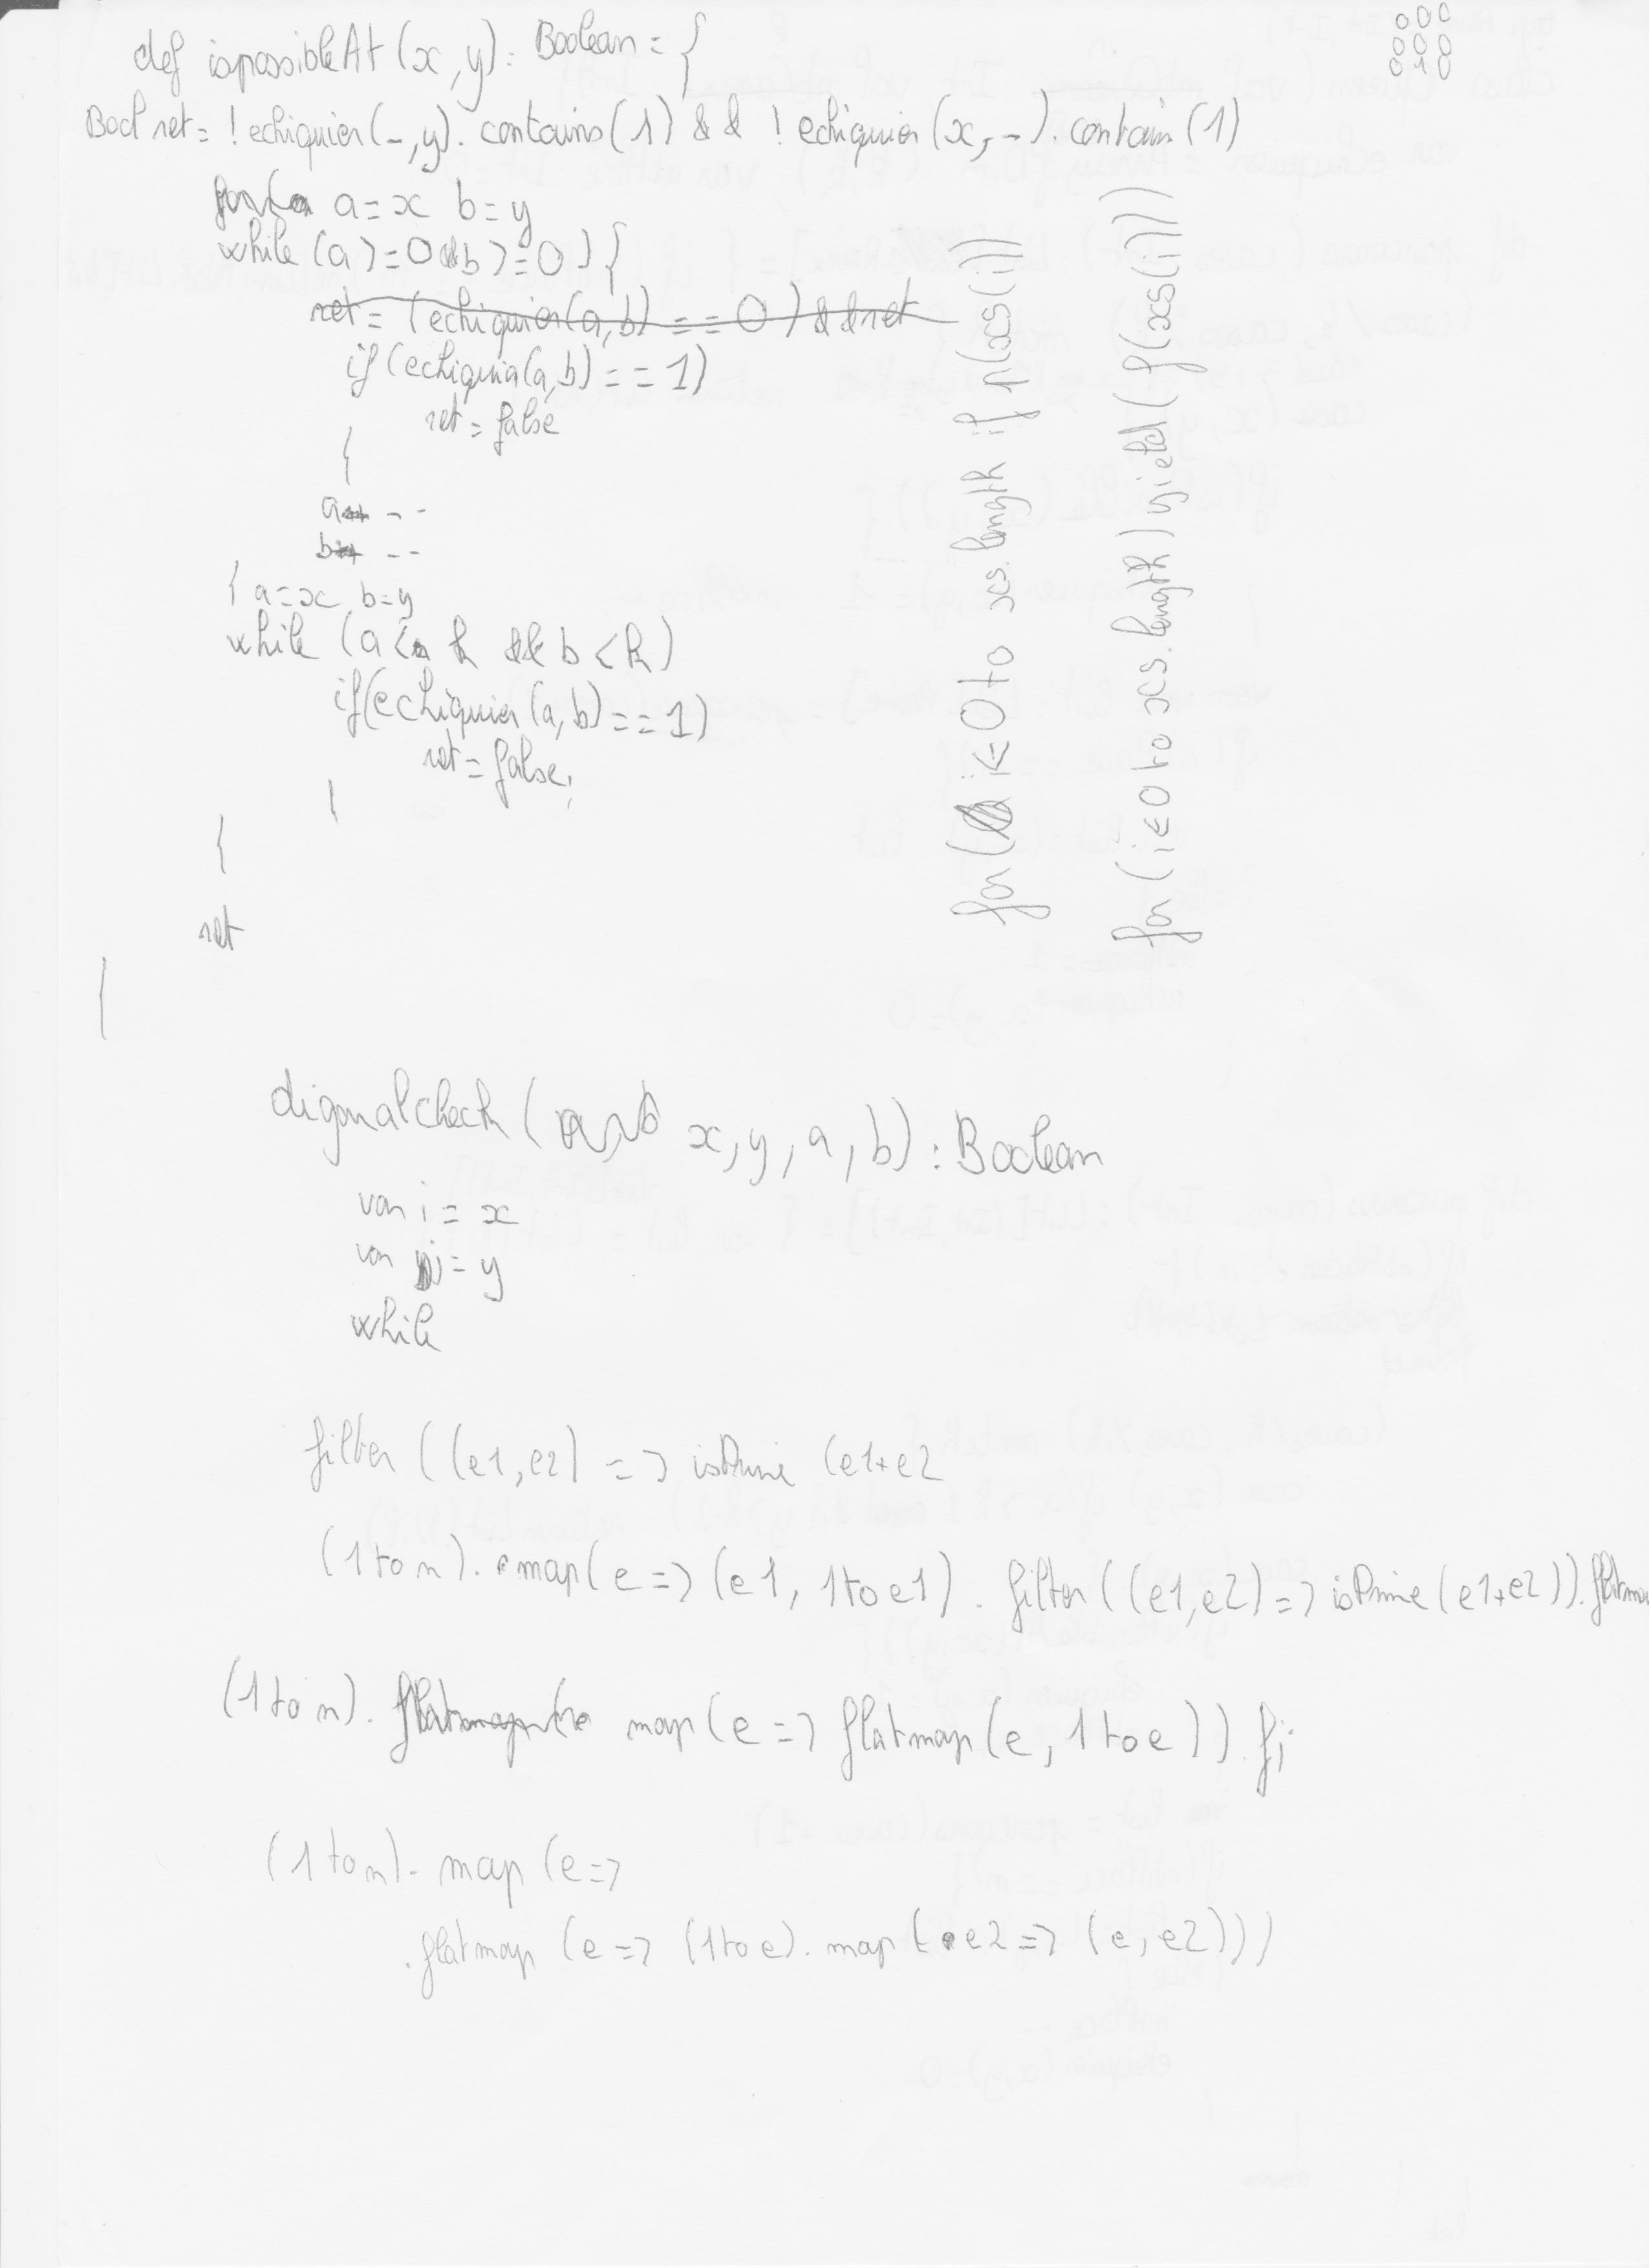 def ispossibleAt (x, y): Boolean = {
000
000
010
Bool ret = ! echiquier(-, y). contains(1) && ! echiquier(x, -). contain(1)
a=x b=y
while (a>=0 && b>=0) {
ret = (echiquier(a,b) == 0) && ret
if (echiquier(a,b) == 1)
ret = false
}
a --
b --
} a=x b=y
while (a< h && b<h)
if(echiquier(a,b)==1)
ret = false;
}
}
ret
}
for ( i <= 0 to xs.length if p(xs(i)))
for (i <= 0 to xs.length) yield (f(xs(i)))
digonalcheck ( x, y, a, b) : Boolean
var i = x
var j = y
while
filter ((e1, e2) => isPrime (e1+e2
(1 to n). map(e => (e1, 1 to e1) . filter ((e1,e2) => isPrime (e1+e2)). flatma
(1 to n). flatmap(e map (e => flatmap (e, 1 to e)). fi
(1 to n). map (e =>
. flatmap (e => (1 to e). map ( e2 => (e, e2)))